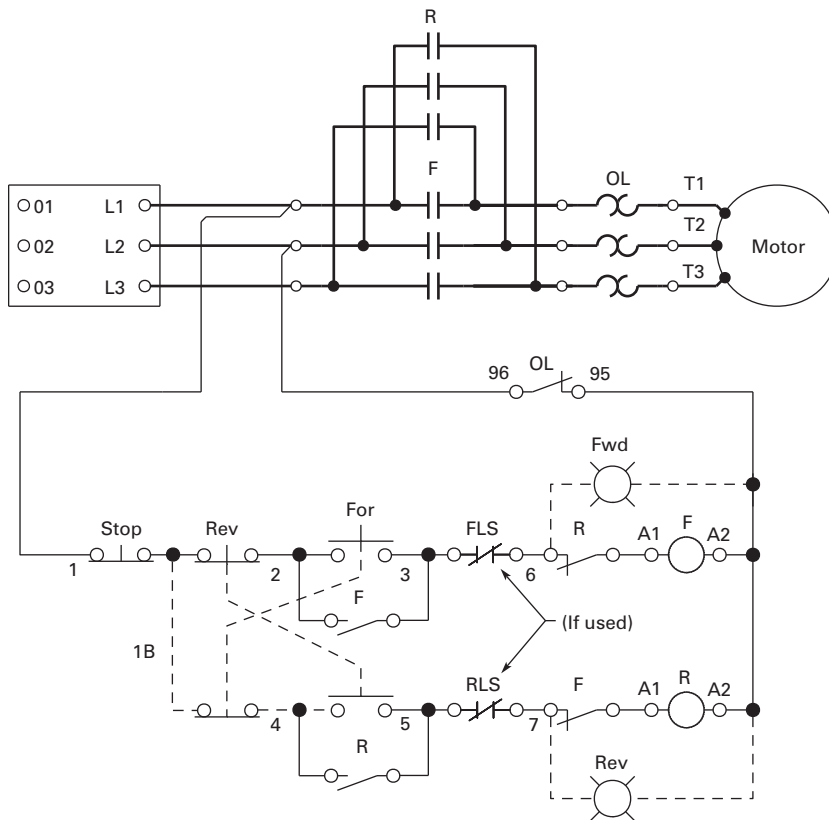 R
F
OL
T1
01 L1
02 L2
T2
Motor
03 L3
T3
OL
96 95
Fwd
Stop Rev For FLS R A1 F A2
1 2 3 6
F
1B
(If used)
RLS F A1 R A2
4 5 7
R
Rev